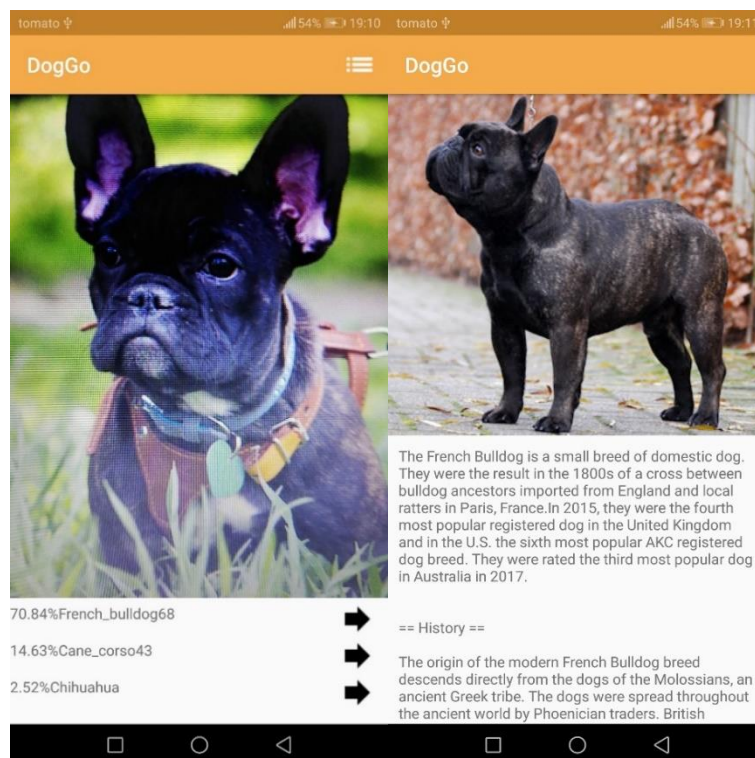 tomato 54% 19:10
DogGo
70.84%French_bulldog68
14.63%Cane_corso43
2.52%Chihuahua
tomato 54% 19:11
DogGo
The French Bulldog is a small breed of domestic dog.
They were the result in the 1800s of a cross between
bulldog ancestors imported from England and local
ratters in Paris, France.In 2015, they were the fourth
most popular registered dog in the United Kingdom
and in the U.S. the sixth most popular AKC registered
dog breed. They were rated the third most popular dog
in Australia in 2017.
== History ==
The origin of the modern French Bulldog breed
descends directly from the dogs of the Molossians, an
ancient Greek tribe. The dogs were spread throughout
the ancient world by Phoenician traders. British